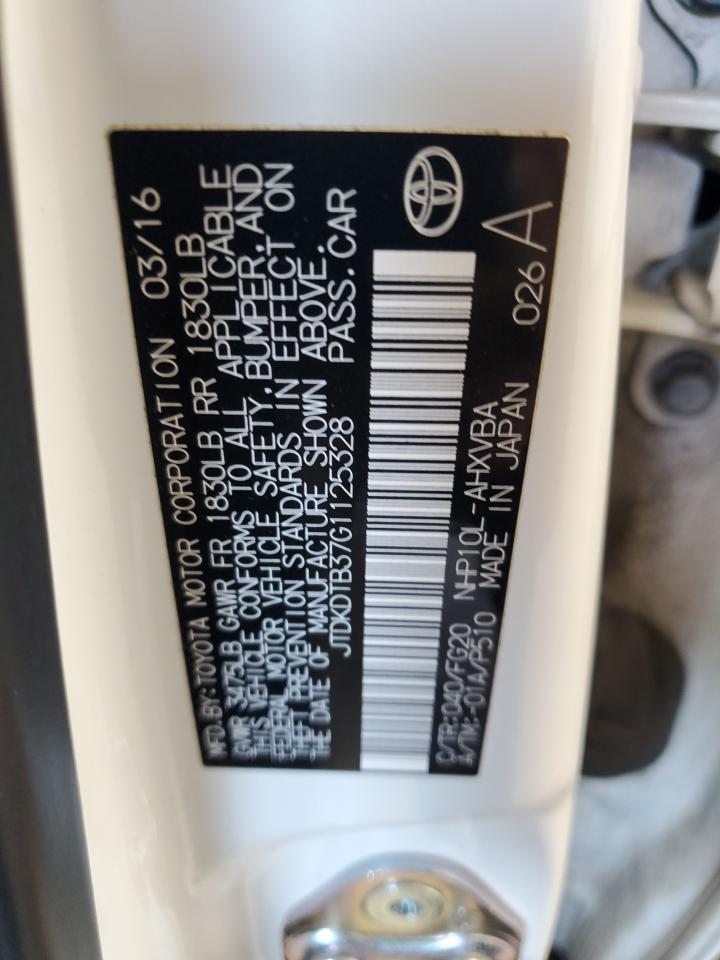 MFD.BY: TOYOTA MOTOR CORPORATION 03/16
GVWR 3475LB GAWR FR 1830LB RR 1830LB
THIS VEHICLE CONFORMS TO ALL APPLICABLE
FEDERAL MOTOR VEHICLE SAFETY, BUMPER, AND
THEFT PREVENTION STANDARDS IN EFFECT ON
THE DATE OF MANUFACTURE SHOWN ABOVE.
JTDKDTB37G1125328 PASS.CAR
C/TR:040/FG20 NHP10L-AHXVBA
A/TM:-01A/P510 MADE IN JAPAN 026 A